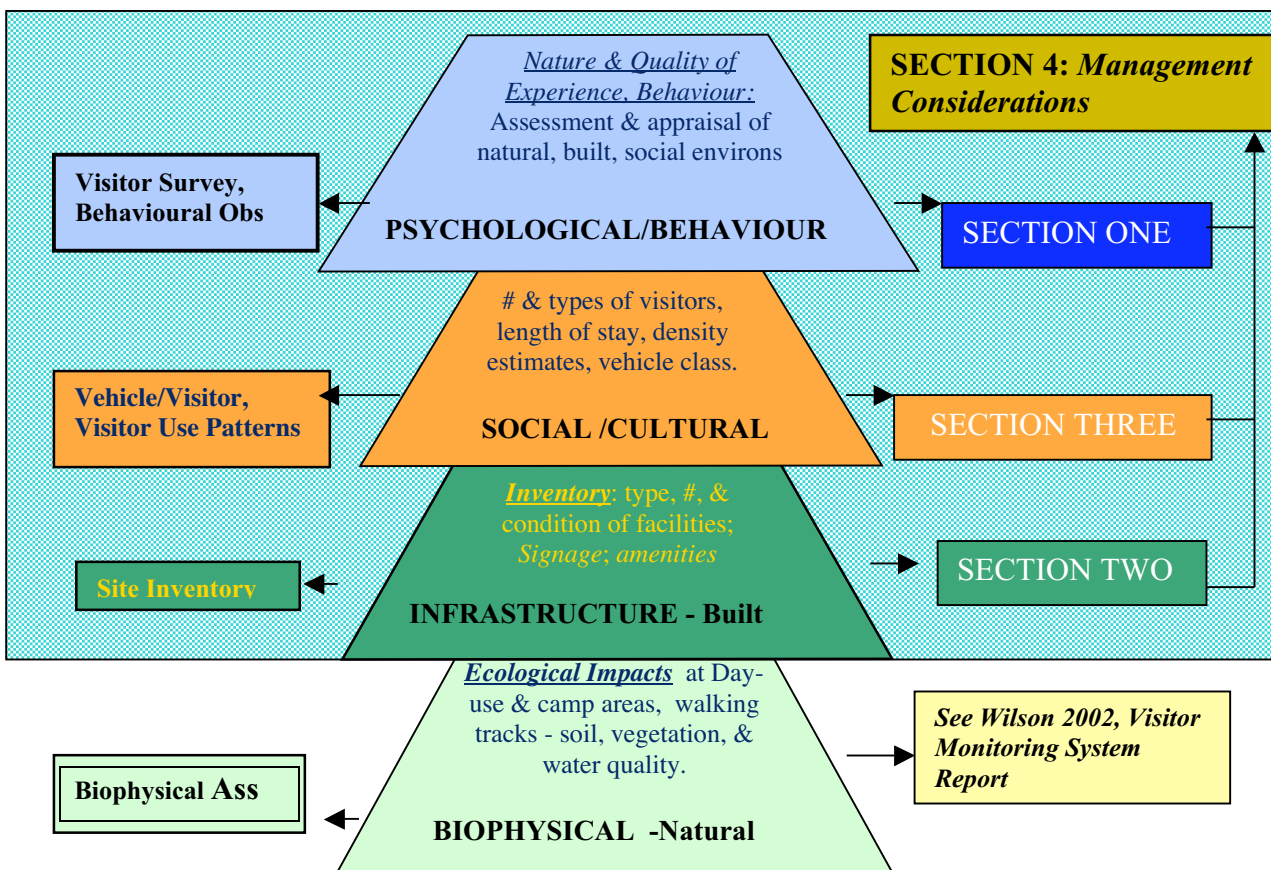 Nature & Quality of
Experience, Behaviour:
Assessment & appraisal of
natural, built, social environs
PSYCHOLOGICAL/BEHAVIOUR
SECTION 4: Management
Considerations
Visitor Survey,
Behavioural Obs
SECTION ONE
# & types of visitors,
length of stay, density
estimates, vehicle class.
SOCIAL /CULTURAL
Vehicle/Visitor,
Visitor Use Patterns
SECTION THREE
Inventory: type, #, &
condition of facilities;
Signage; amenities
INFRASTRUCTURE - Built
Site Inventory
SECTION TWO
Ecological Impacts at Day-
use & camp areas, walking
tracks - soil, vegetation, &
water quality.
BIOPHYSICAL -Natural
Biophysical Ass
See Wilson 2002, Visitor
Monitoring System
Report